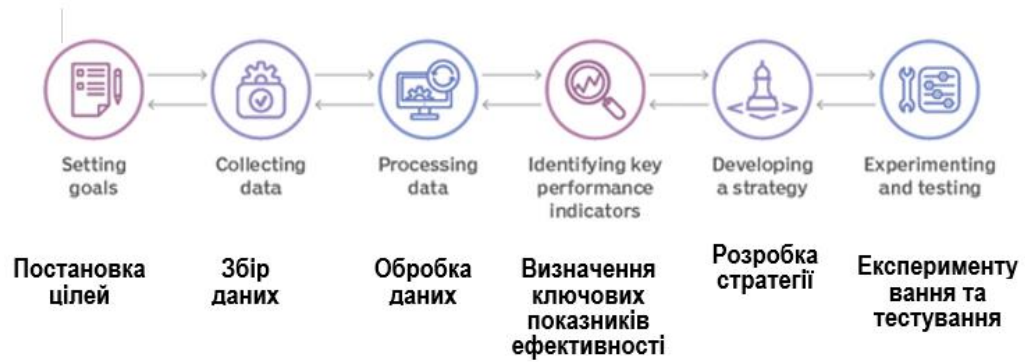 Setting
goals
Collecting
data
Processing
data
Identifying key
performance
indicators
Developing
a strategy
Experimenting
and testing
Постановка
цілей
Збір
даних
Обробка
даних
Визначення
ключових
показників
ефективності
Розробка
стратегії
Експерименту
вання та
тестування